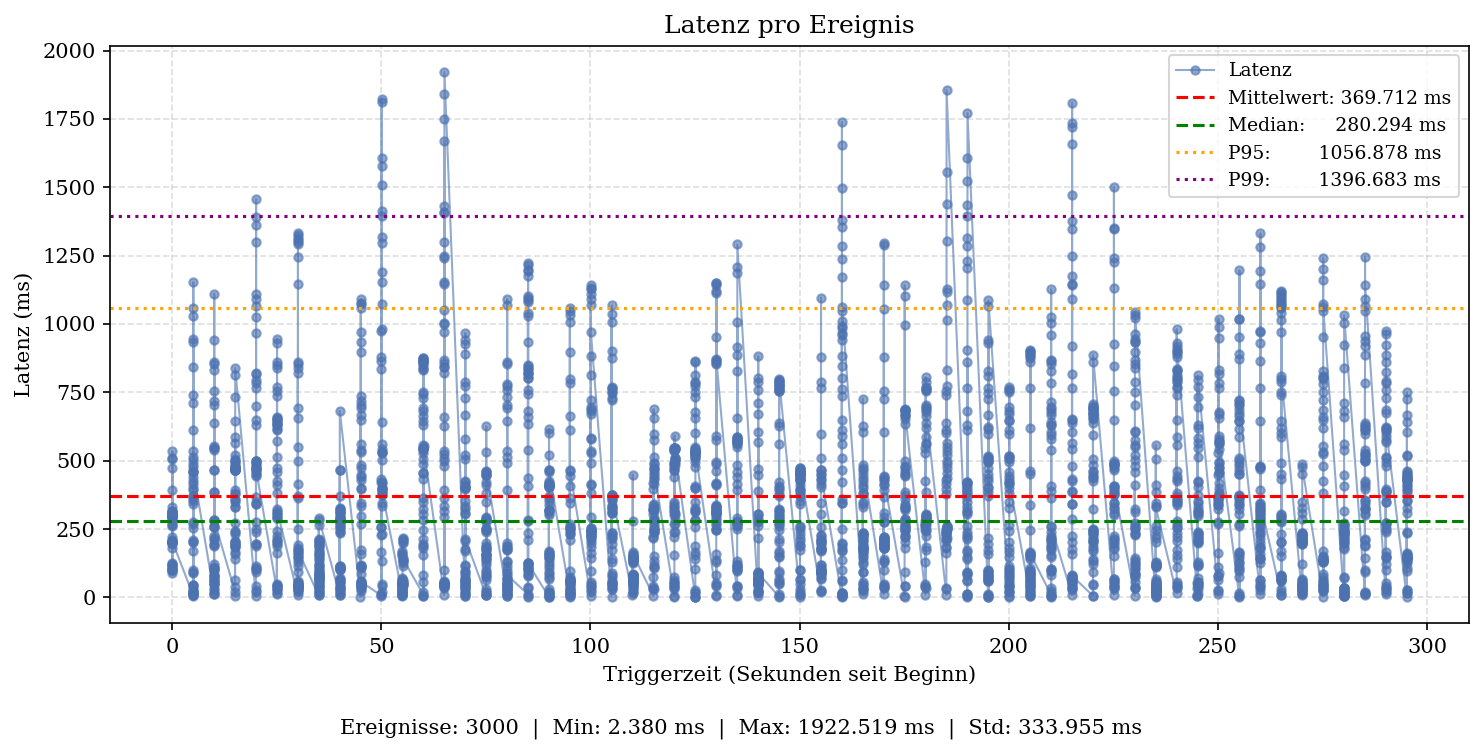 Latenz pro Ereignis
Latenz (ms)
2000
1750
1500
1250
1000
750
500
250
0
Latenz
Mittelwert: 369.712 ms
Median: 280.294 ms
P95: 1056.878 ms
P99: 1396.683 ms
0 50 100 150 200 250 300
Triggerzeit (Sekunden seit Beginn)
Ereignisse: 3000 | Min: 2.380 ms | Max: 1922.519 ms | Std: 333.955 ms